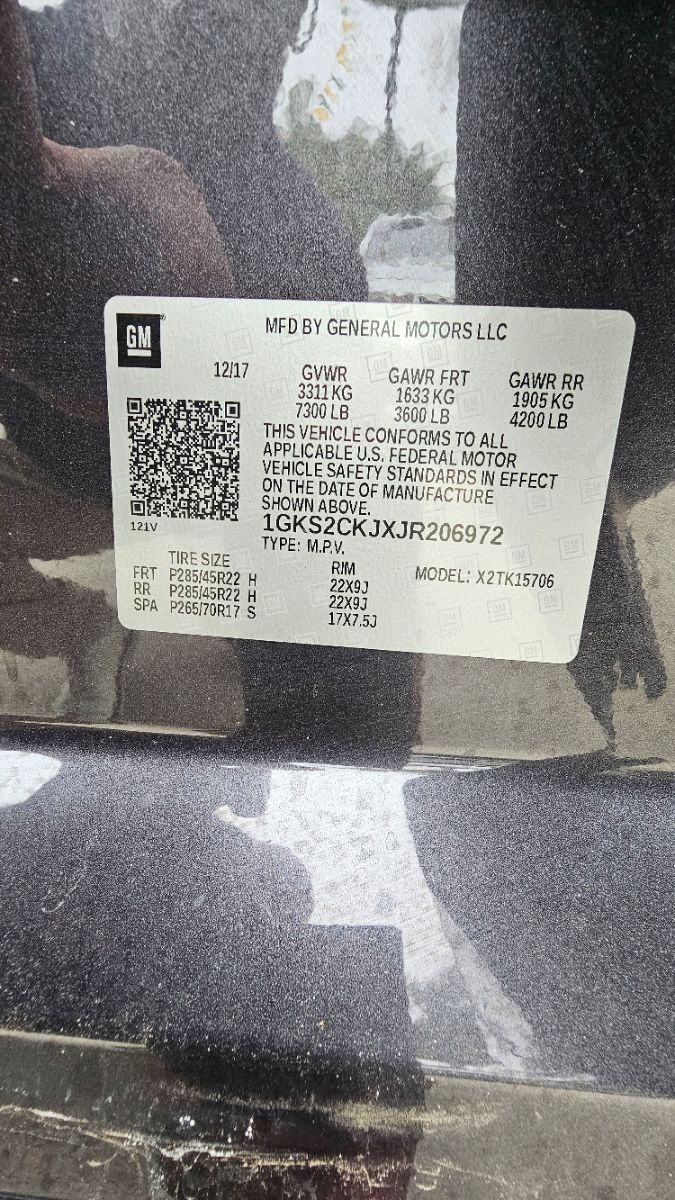 GM
MFD BY GENERAL MOTORS LLC
12/17 GVWR GAWR FRT GAWR RR
3311 KG 1633 KG 1905 KG
7300 LB 3600 LB 4200 LB
THIS VEHICLE CONFORMS TO ALL
APPLICABLE U.S. FEDERAL MOTOR
VEHICLE SAFETY STANDARDS IN EFFECT
ON THE DATE OF MANUFACTURE
SHOWN ABOVE.
121V
1GKS2CKJXJR206972
TYPE: M.P.V.
TIRE SIZE RIM MODEL: X2TK15706
FRT P285/45R22 H 22X9J
RR P285/45R22 H 22X9J
SPA P265/70R17 S 17X7.5J